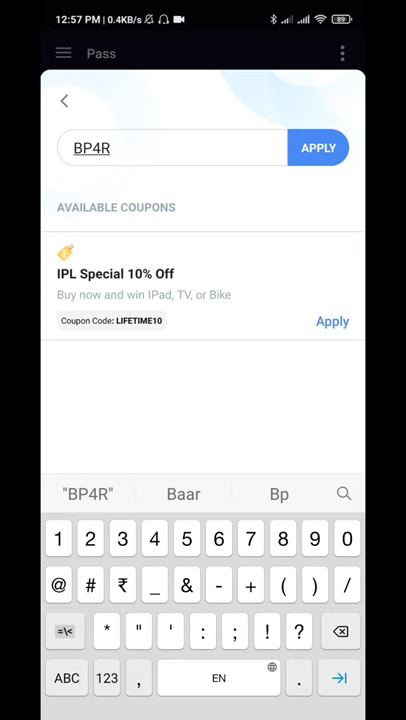 12:57 PM | 0.4KB/s 89
Pass
BP4R APPLY
AVAILABLE COUPONS
IPL Special 10% Off
Buy now and win IPad, TV, or Bike
Coupon Code: LIFETIME10 Apply
"BP4R" Baar Bp
1 2 3 4 5 6 7 8 9 0
@ # ₹ _ & - + ( ) /
=\< * " ' : ; ! ?
ABC 123 , EN .